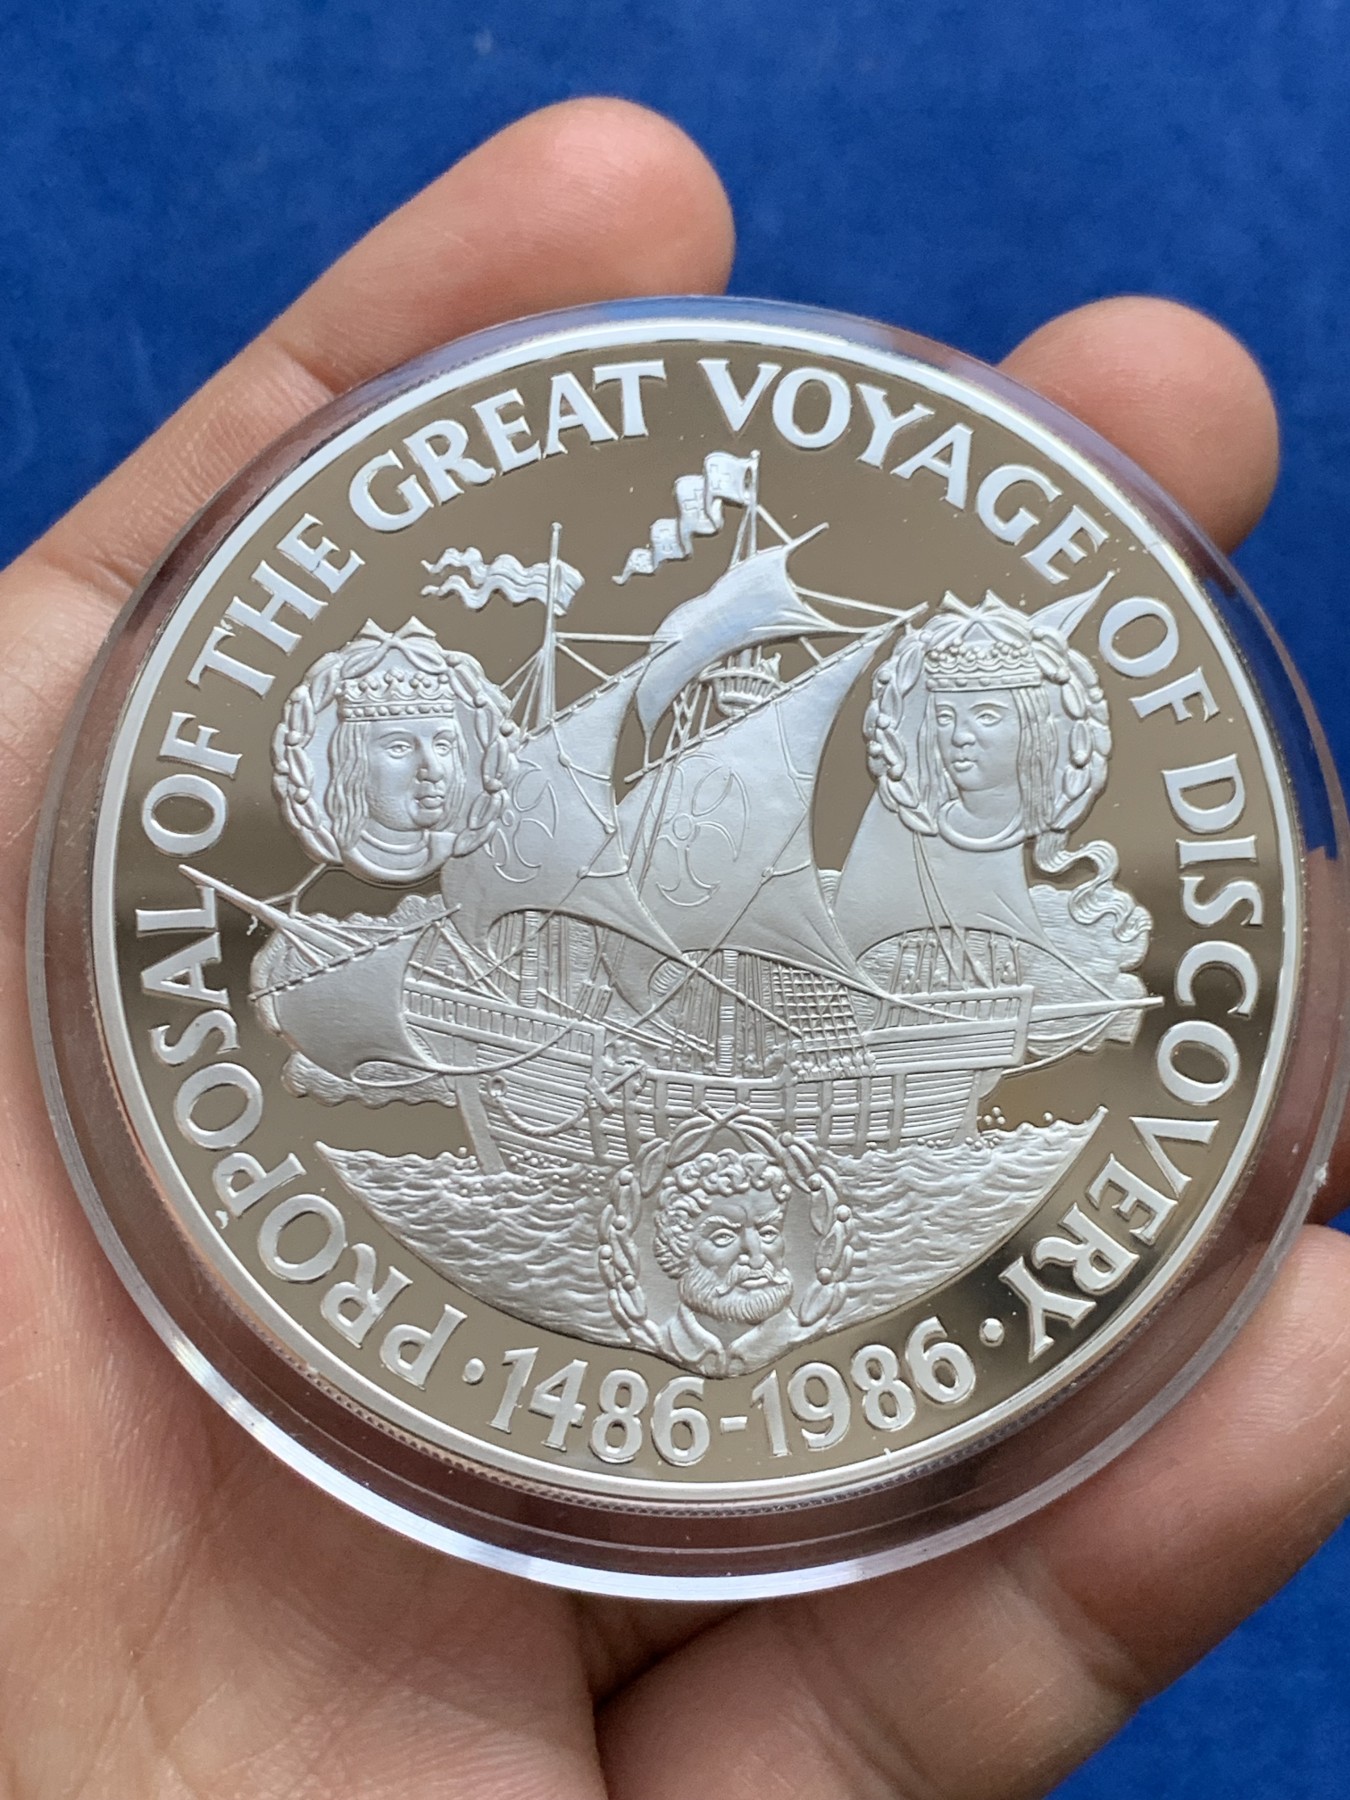 PROPOSAL OF THE GREAT VOYAGE OF DISCOVERY
· 1486-1986 ·